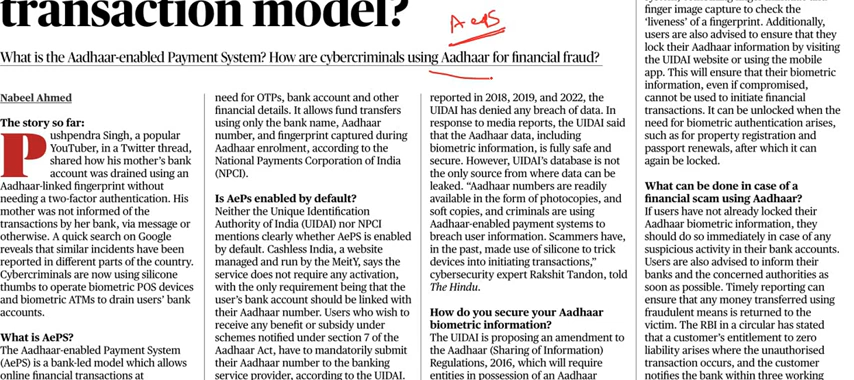 transaction model?
AePS
What is the Aadhaar-enabled Payment System? How are cybercriminals using Aadhaar for financial fraud?
Nabeel Ahmed
The story so far:
Pushpendra Singh, a popular
YouTuber, in a Twitter thread,
shared how his mother's bank
account was drained using an
Aadhaar-linked fingerprint without
needing a two-factor authentication. His
mother was not informed of the
transactions by her bank, via message or
otherwise. A quick search on Google
reveals that similar incidents have been
reported in different parts of the country.
Cybercriminals are now using silicone
thumbs to operate biometric POS devices
and biometric ATMs to drain users' bank
accounts.
What is AePS?
The Aadhaar-enabled Payment System
(AePS) is a bank-led model which allows
online financial transactions at
need for OTPs, bank account and other
financial details. It allows fund transfers
using only the bank name, Aadhaar
number, and fingerprint captured during
Aadhaar enrolment, according to the
National Payments Corporation of India
(NPCI).
Is AePs enabled by default?
Neither the Unique Identification
Authority of India (UIDAI) nor NPCI
mentions clearly whether AePS is enabled
by default. Cashless India, a website
managed and run by the MeitY, says the
service does not require any activation,
with the only requirement being that the
user's bank account should be linked with
their Aadhaar number. Users who wish to
receive any benefit or subsidy under
schemes notified under section 7 of the
Aadhaar Act, have to mandatorily submit
their Aadhaar number to the banking
service provider, according to the UIDAI.
reported in 2018, 2019, and 2022, the
UIDAI has denied any breach of data. In
response to media reports, the UIDAI said
that the Aadhaar data, including
biometric information, is fully safe and
secure. However, UIDAI's database is not
the only source from where data can be
leaked. "Aadhaar numbers are readily
available in the form of photocopies, and
soft copies, and criminals are using
Aadhaar-enabled payment systems to
breach user information. Scammers have,
in the past, made use of silicone to trick
devices into initiating transactions,"
cybersecurity expert Rakshit Tandon, told
The Hindu.
How do you secure your Aadhaar
biometric information?
The UIDAI is proposing an amendment to
the Aadhaar (Sharing of Information)
Regulations, 2016, which will require
entities in possession of an Aadhaar
finger image capture to check the
'liveness' of a fingerprint. Additionally,
users are also advised to ensure that they
lock their Aadhaar information by visiting
the UIDAI website or using the mobile
app. This will ensure that their biometric
information, even if compromised,
cannot be used to initiate financial
transactions. It can be unlocked when the
need for biometric authentication arises,
such as for property registration and
passport renewals, after which it can
again be locked.
What can be done in case of a
financial scam using Aadhaar?
If users have not already locked their
Aadhaar biometric information, they
should do so immediately in case of any
suspicious activity in their bank accounts.
Users are also advised to inform their
banks and the concerned authorities as
soon as possible. Timely reporting can
ensure that any money transferred using
fraudulent means is returned to the
victim. The RBI in a circular has stated
that a customer's entitlement to zero
liability arises where the unauthorised
transaction occurs, and the customer
notifies the bank within three working